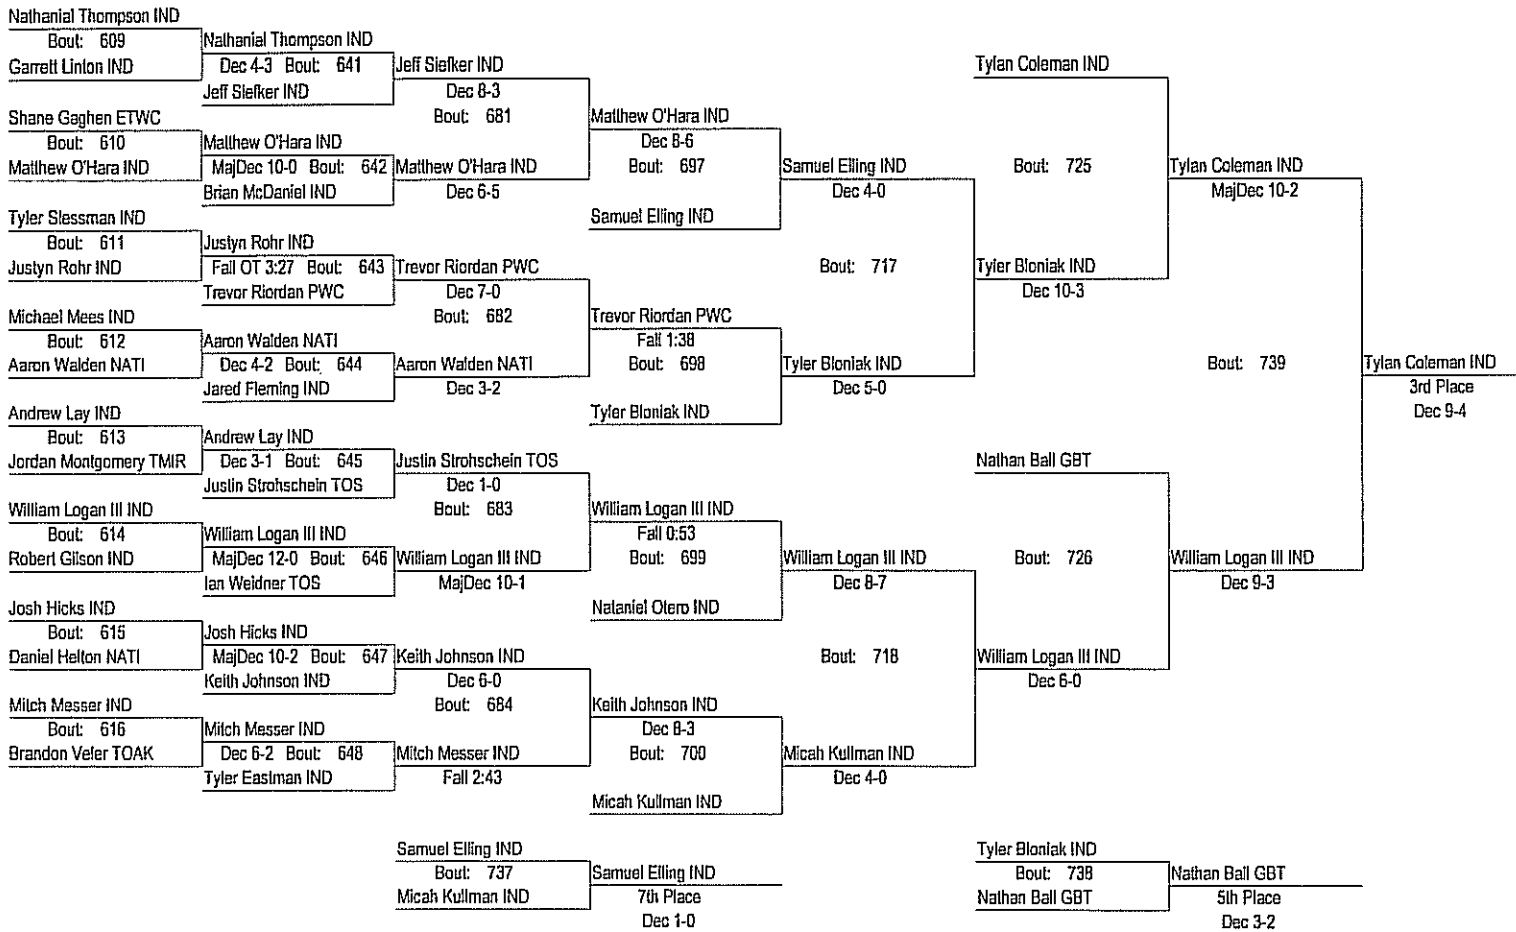 Nathanial Thompson IND
Bout: 609
Garrett Linton IND
Shane Gaghen ETWC
Bout: 610
Matthew O'Hara IND
Tyler Slessman IND
Bout: 611
Justyn Rohr IND
Michael Mees IND
Bout: 612
Aaron Walden NATI
Andrew Lay IND
Bout: 613
Jordan Montgomery TMIR
William Logan III IND
Bout: 614
Robert Gilson IND
Josh Hicks IND
Bout: 615
Daniel Helton NATI
Mitch Messer IND
Bout: 616
Brandon Veler TOAK
Nathanial Thompson IND
Dec 4-3 Bout: 641
Jeff Siefker IND
Matthew O'Hara IND
MajDec 10-0 Bout: 642
Brian McDaniel IND
Justyn Rohr IND
Fall OT 3:27 Bout: 643
Trevor Riordan PWC
Aaron Walden NATI
Dec 4-2 Bout: 644
Jared Fleming IND
Andrew Lay IND
Dec 3-1 Bout: 645
Justin Strohschein TOS
William Logan III IND
MajDec 12-0 Bout: 646
Ian Weidner TOS
Josh Hicks IND
MajDec 10-2 Bout: 647
Keith Johnson IND
Mitch Messer IND
Dec 6-2 Bout: 648
Tyler Eastman IND
Jeff Siefker IND
Dec 8-3
Bout: 681
Matthew O'Hara IND
Dec 6-5
Trevor Riordan PWC
Dec 7-0
Bout: 682
Aaron Walden NATI
Dec 3-2
Justin Strohschein TOS
Dec 1-0
Bout: 683
William Logan III IND
MajDec 10-1
Keith Johnson IND
Dec 6-0
Bout: 684
Mitch Messer IND
Fall 2:43
Matthew O'Hara IND
Dec 8-6
Bout: 697
Samuel Elling IND
Trevor Riordan PWC
Fall 1:38
Bout: 698
Tyler Bloniak IND
William Logan III IND
Fall 0:53
Bout: 699
Nataniel Otero IND
Keith Johnson IND
Dec 8-3
Bout: 700
Micah Kullman IND
Samuel Elling IND
Dec 4-0
Bout: 717
Tyler Bloniak IND
Dec 5-0
William Logan III IND
Dec 8-7
Bout: 718
Micah Kullman IND
Dec 4-0
Tylan Coleman IND
Bout: 725
Tyler Bloniak IND
Dec 10-3
Nathan Ball GBT
Bout: 726
William Logan III IND
Dec 6-0
Tylan Coleman IND
MajDec 10-2
Bout: 739
William Logan III IND
Dec 9-3
Tylan Coleman IND
3rd Place
Dec 9-4
Samuel Elling IND
Bout: 737
Micah Kullman IND
Samuel Elling IND
7th Place
Dec 1-0
Tyler Bloniak IND
Bout: 738
Nathan Ball GBT
Nathan Ball GBT
5th Place
Dec 3-2